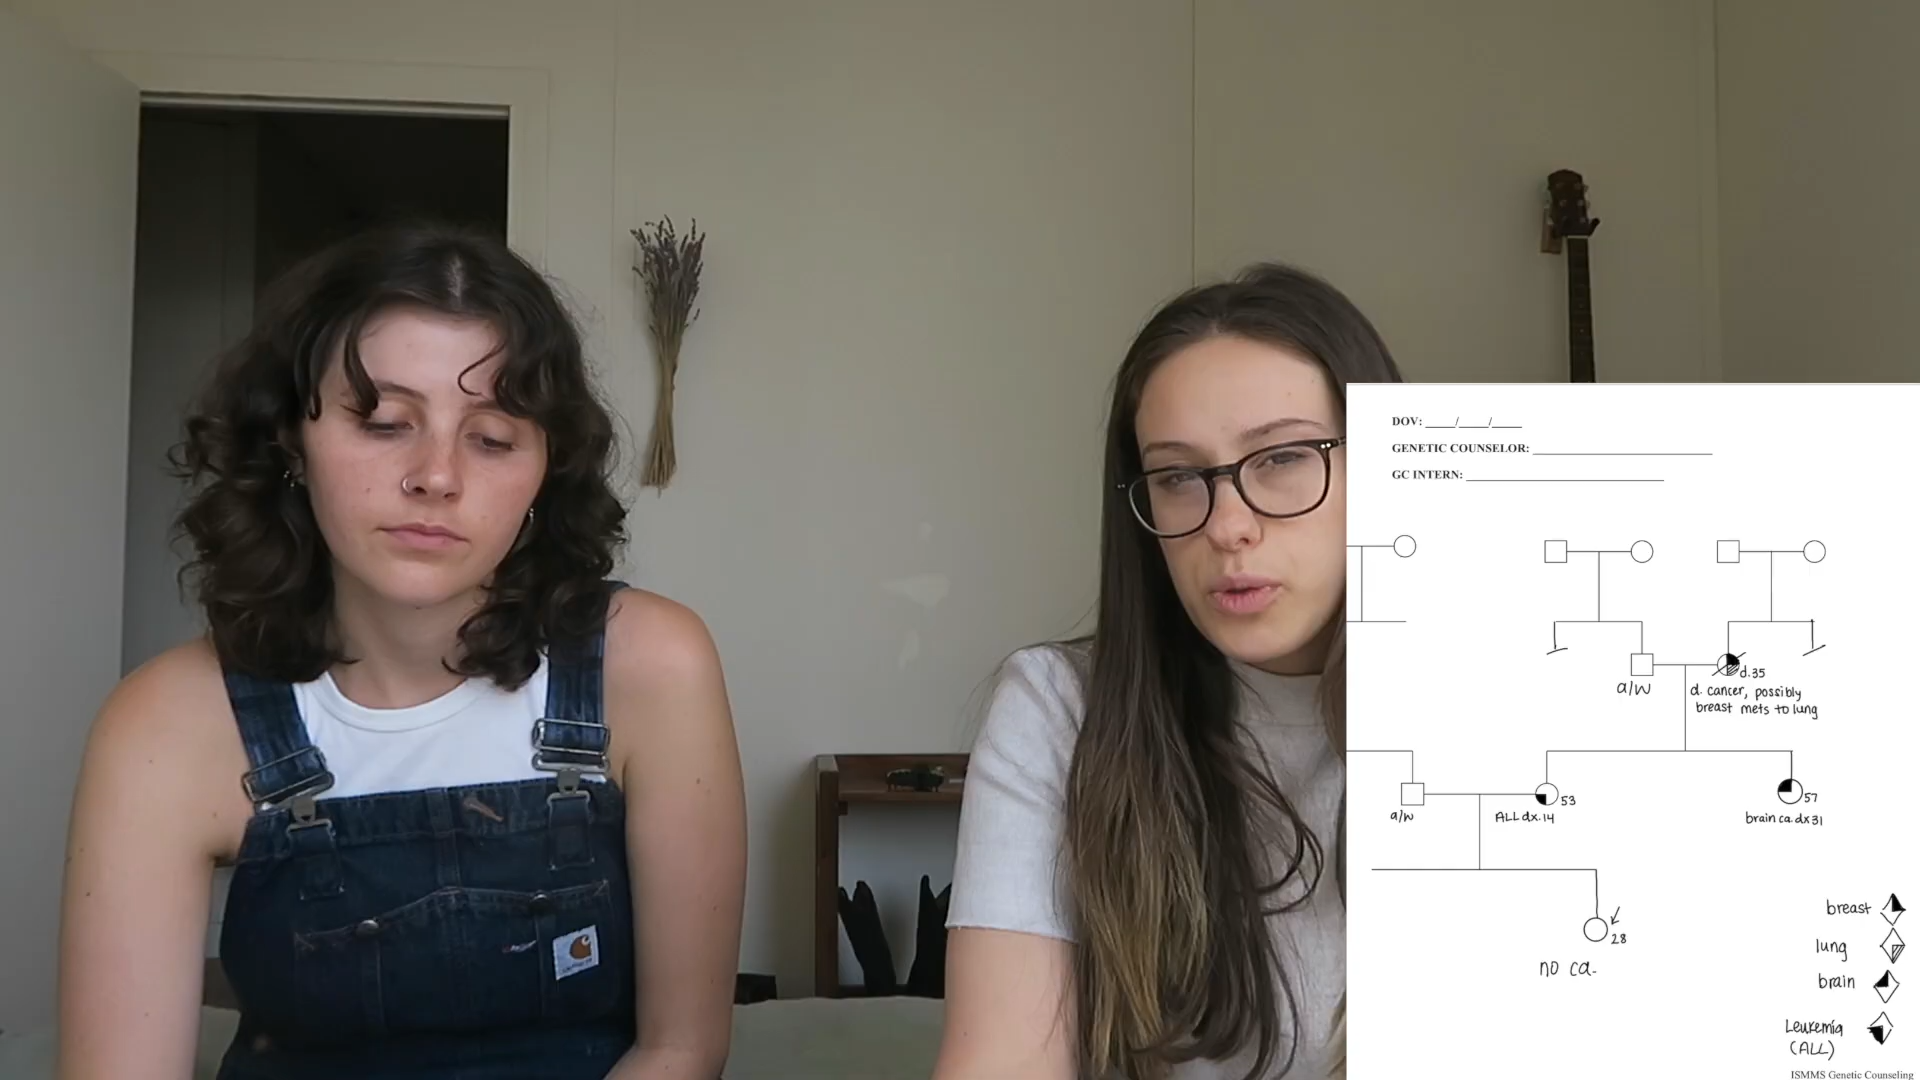 DOV: ____/____/____
GENETIC COUNSELOR: ____________________
GC INTERN: ____________________
a/w
d.35
d. cancer, possibly
breast mets to lung
53
57
a/w
ALL dx.14
brain ca. dx 31
breast
28
lung
no ca.
brain
Leukemia
(ALL)
ISMMS Genetic Counseling